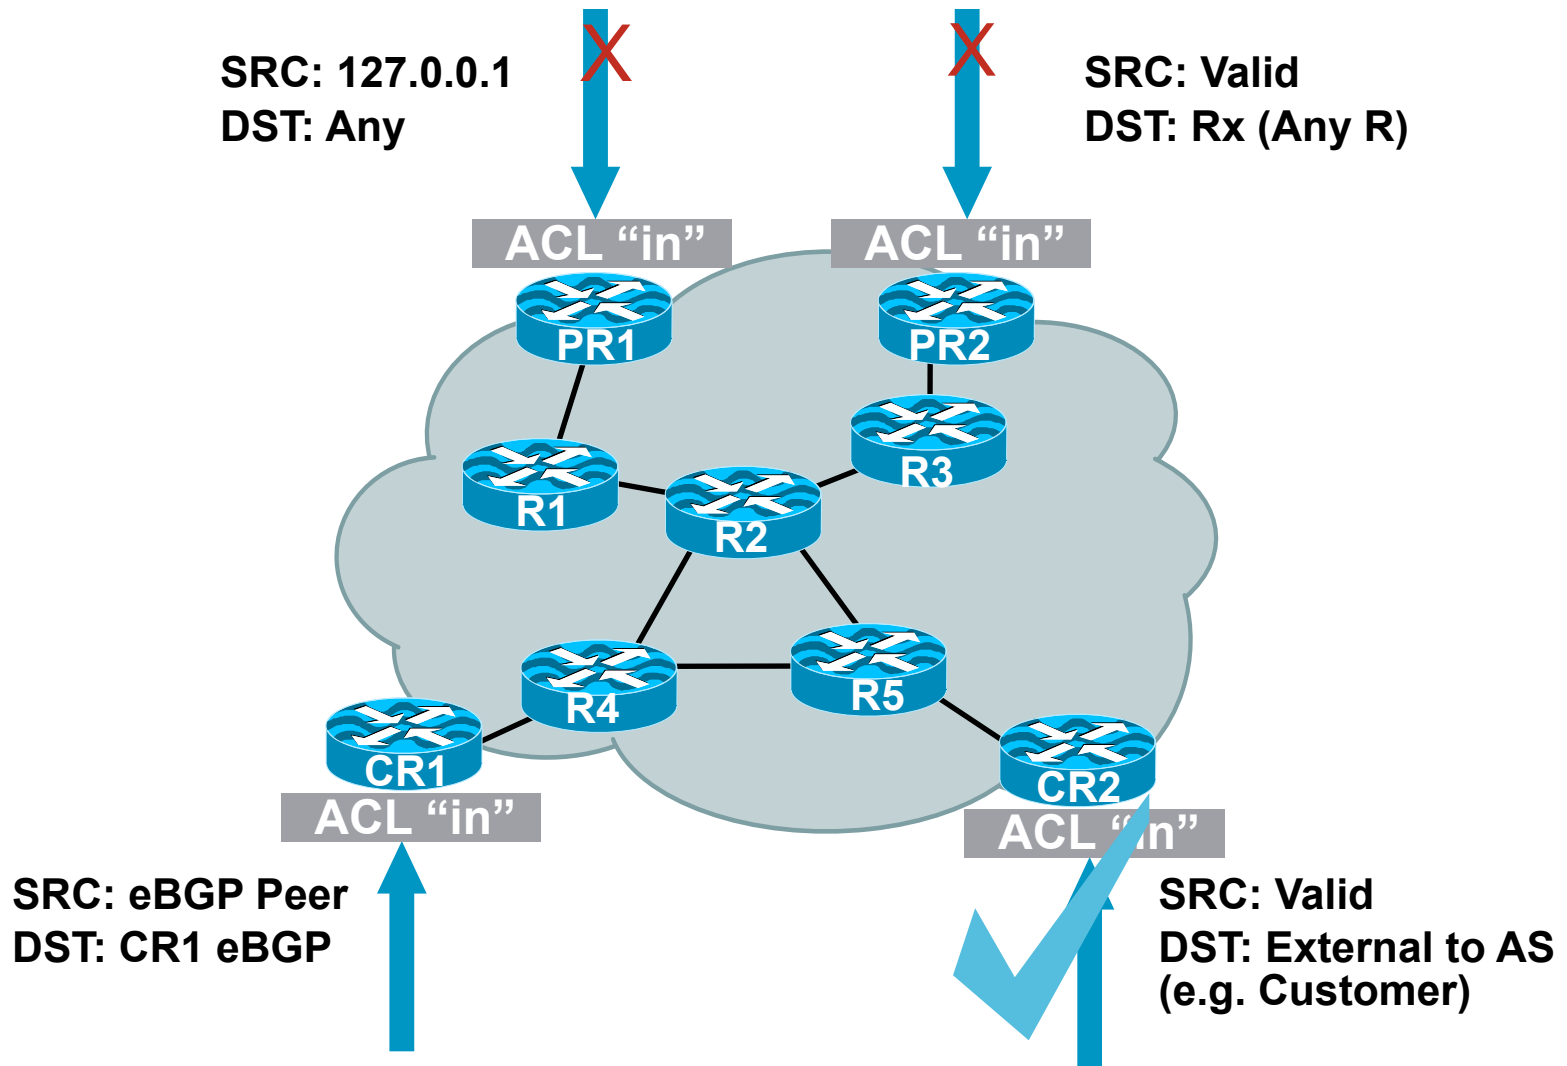 SRC: 127.0.0.1
DST: Any
SRC: Valid
DST: Rx (Any R)
ACL “in”
ACL “in”
PR1
PR2
R3
R1
R2
R4
R5
CR1
CR2
ACL “in”
ACL “in”
SRC: eBGP Peer
DST: CR1 eBGP
SRC: Valid
DST: External to AS
(e.g. Customer)